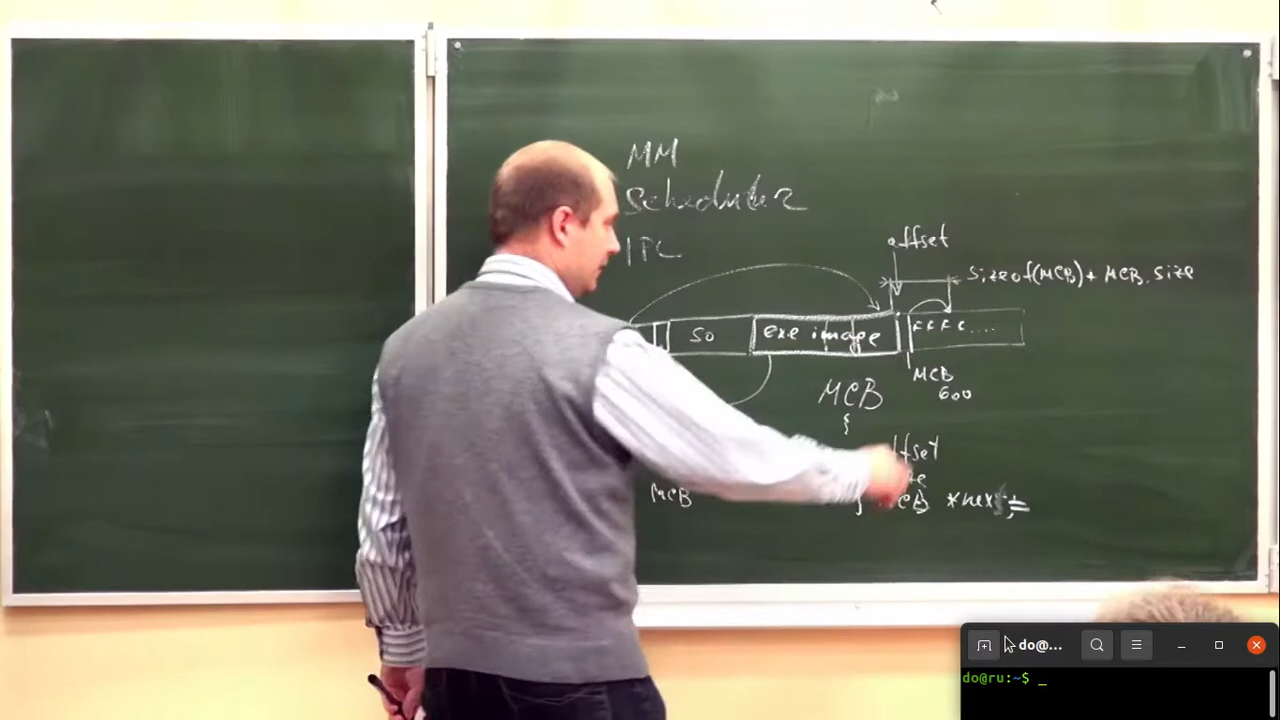 MM
Scheduler
IPC
offset
sizeof(MCB) + MCB.size
so
exe image
MCB
600
MCB
{
MCB
} *next;
do@...
do@ru:~$ _